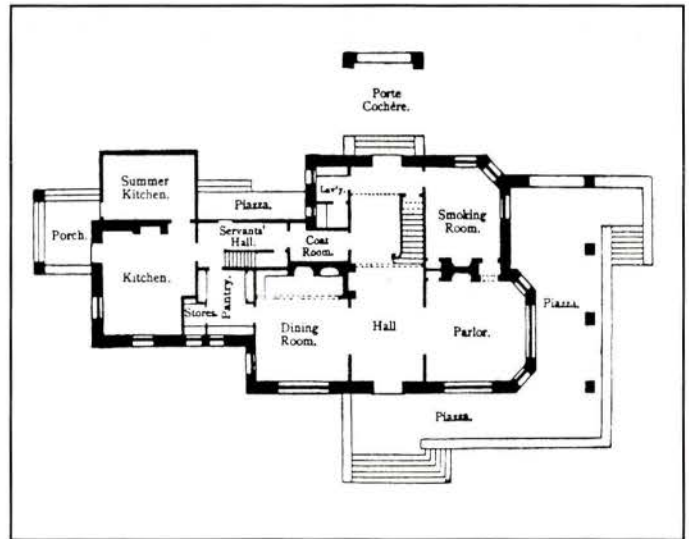 Porte
Cochère.
Summer
Kitchen.
Lav'y.
Piazza.
Smoking
Room.
Porch.
Servants'
Hall.
Coat
Room.
Kitchen.
Stores.
Pantry.
Piazza.
Dining
Room.
Hall
Parlor.
Piazza.